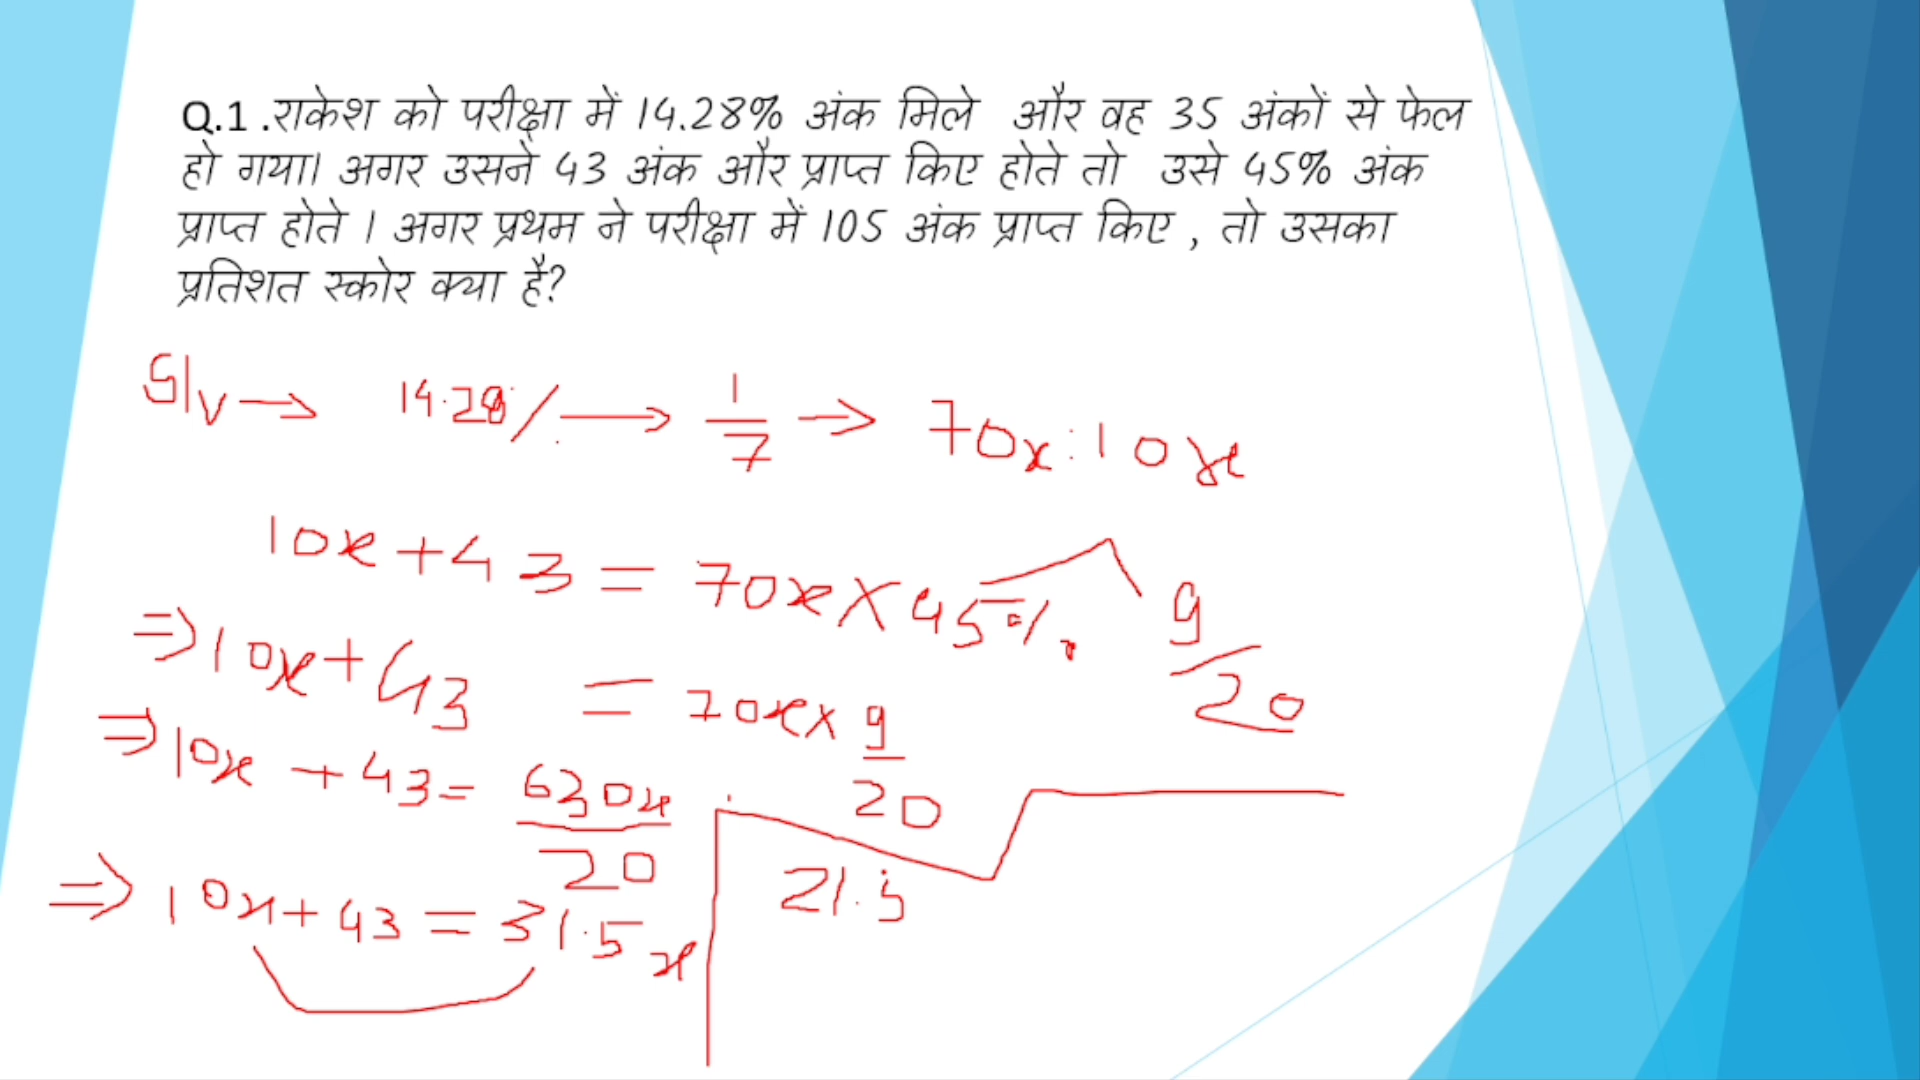 Q.1 .राकेश को परीक्षा में 14.28% अंक मिले और वह 35 अंकों से फेल
हो गया। अगर उसने 43 अंक और प्राप्त किए होते तो उसे 45% अंक
प्राप्त होते । अगर प्रथम ने परीक्षा में 105 अंक प्राप्त किए , तो उसका
प्रतिशत स्कोर क्या है?
Slv → 14.28% → 1/7 → 70x : 10x
10x + 43 = 70x × 45% 9/20
⇒ 10x + 43 = 70x × 9/20
⇒ 10x + 43 = 630x/20
⇒ 10x + 43 = 31.5x
21.5